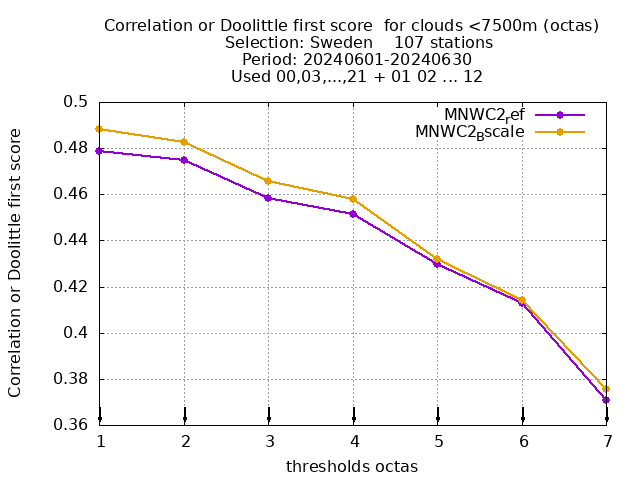 Correlation or Doolittle first score  for clouds <7500m (octas)
Selection: Sweden    107 stations
Period: 20240601-20240630
Used 00,03,...,21 + 01 02 ... 12
MNWC2ref
MNWC2Bscale
Correlation or Doolittle first score
0.5
0.48
0.46
0.44
0.42
0.4
0.38
0.36
1 2 3 4 5 6 7
thresholds octas